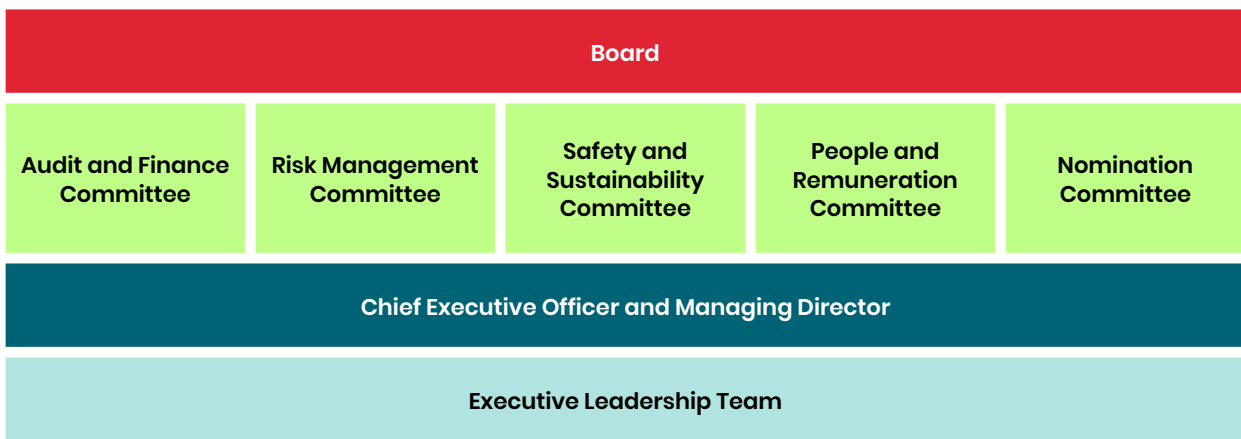 Board
Audit and Finance
Committee
Risk Management
Committee
Safety and
Sustainability
Committee
People and
Remuneration
Committee
Nomination
Committee
Chief Executive Officer and Managing Director
Executive Leadership Team